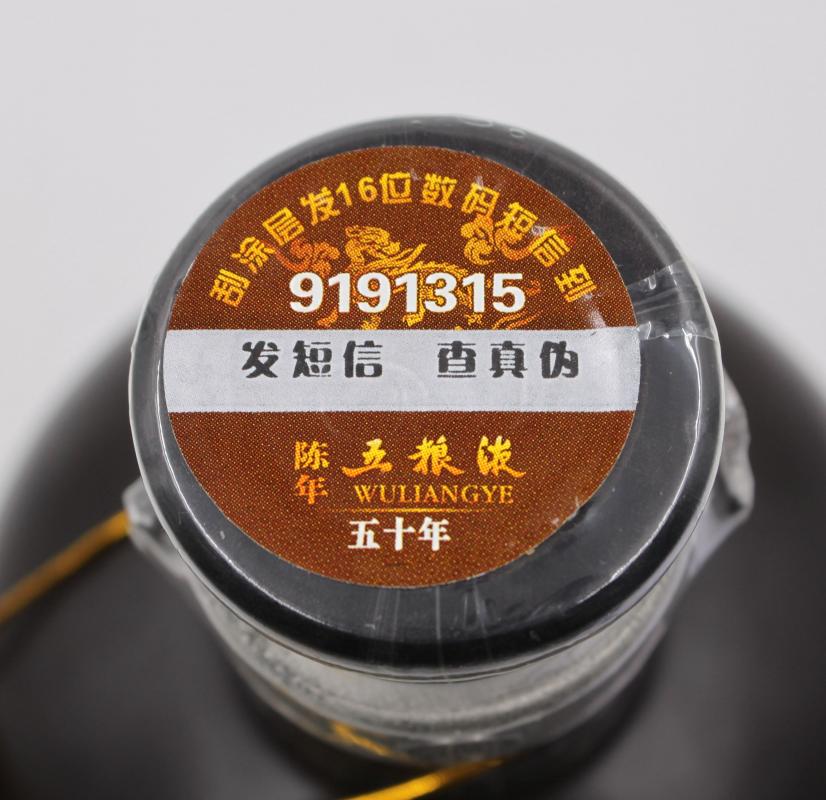 刮涂层发16位数码短信到
9191315
发短信 查真伪
陈年 五粮液
WULIANGYE
五十年